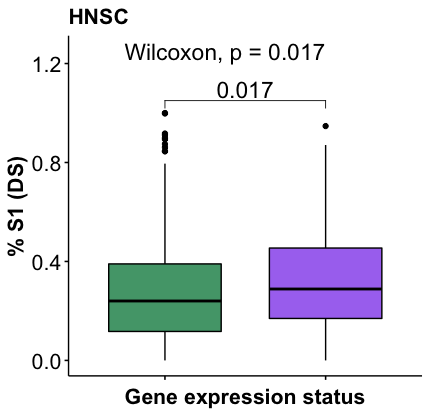 HNSC
Wilcoxon, p = 0.017
0.017
1.2
0.8
0.4
0.0
% S1 (DS)
Gene expression status